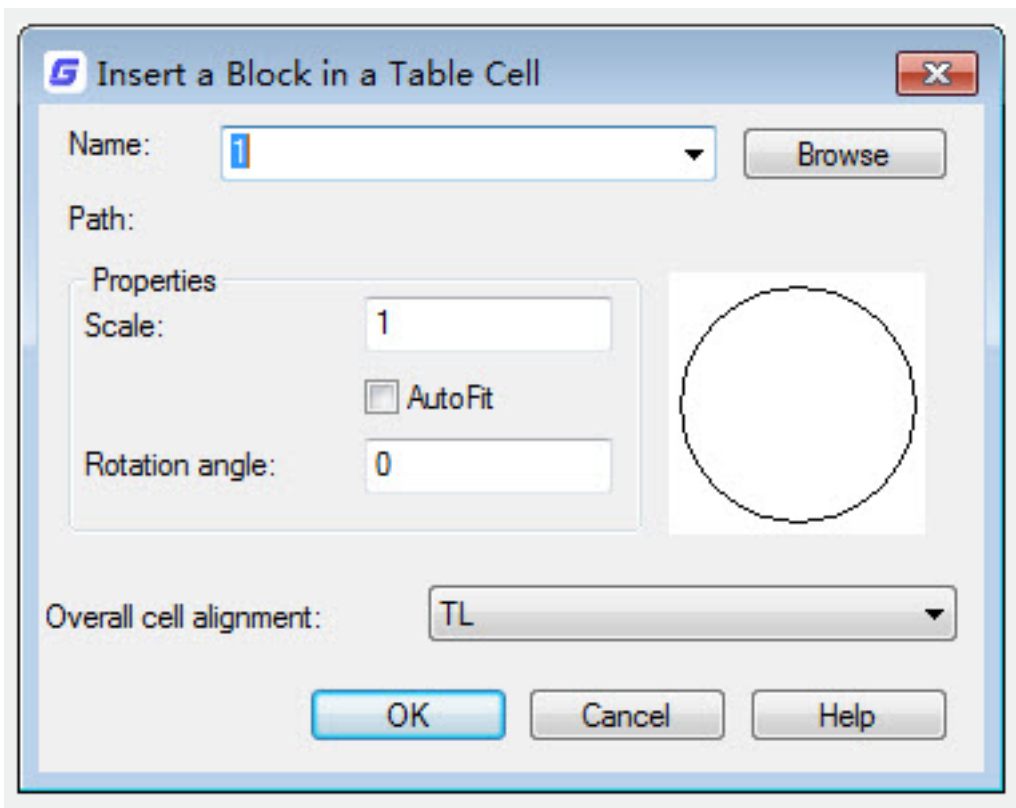 Insert a Block in a Table Cell
Name: 1 Browse
Path:
Properties
Scale: 1
AutoFit
Rotation angle: 0
Overall cell alignment: TL
OK Cancel Help